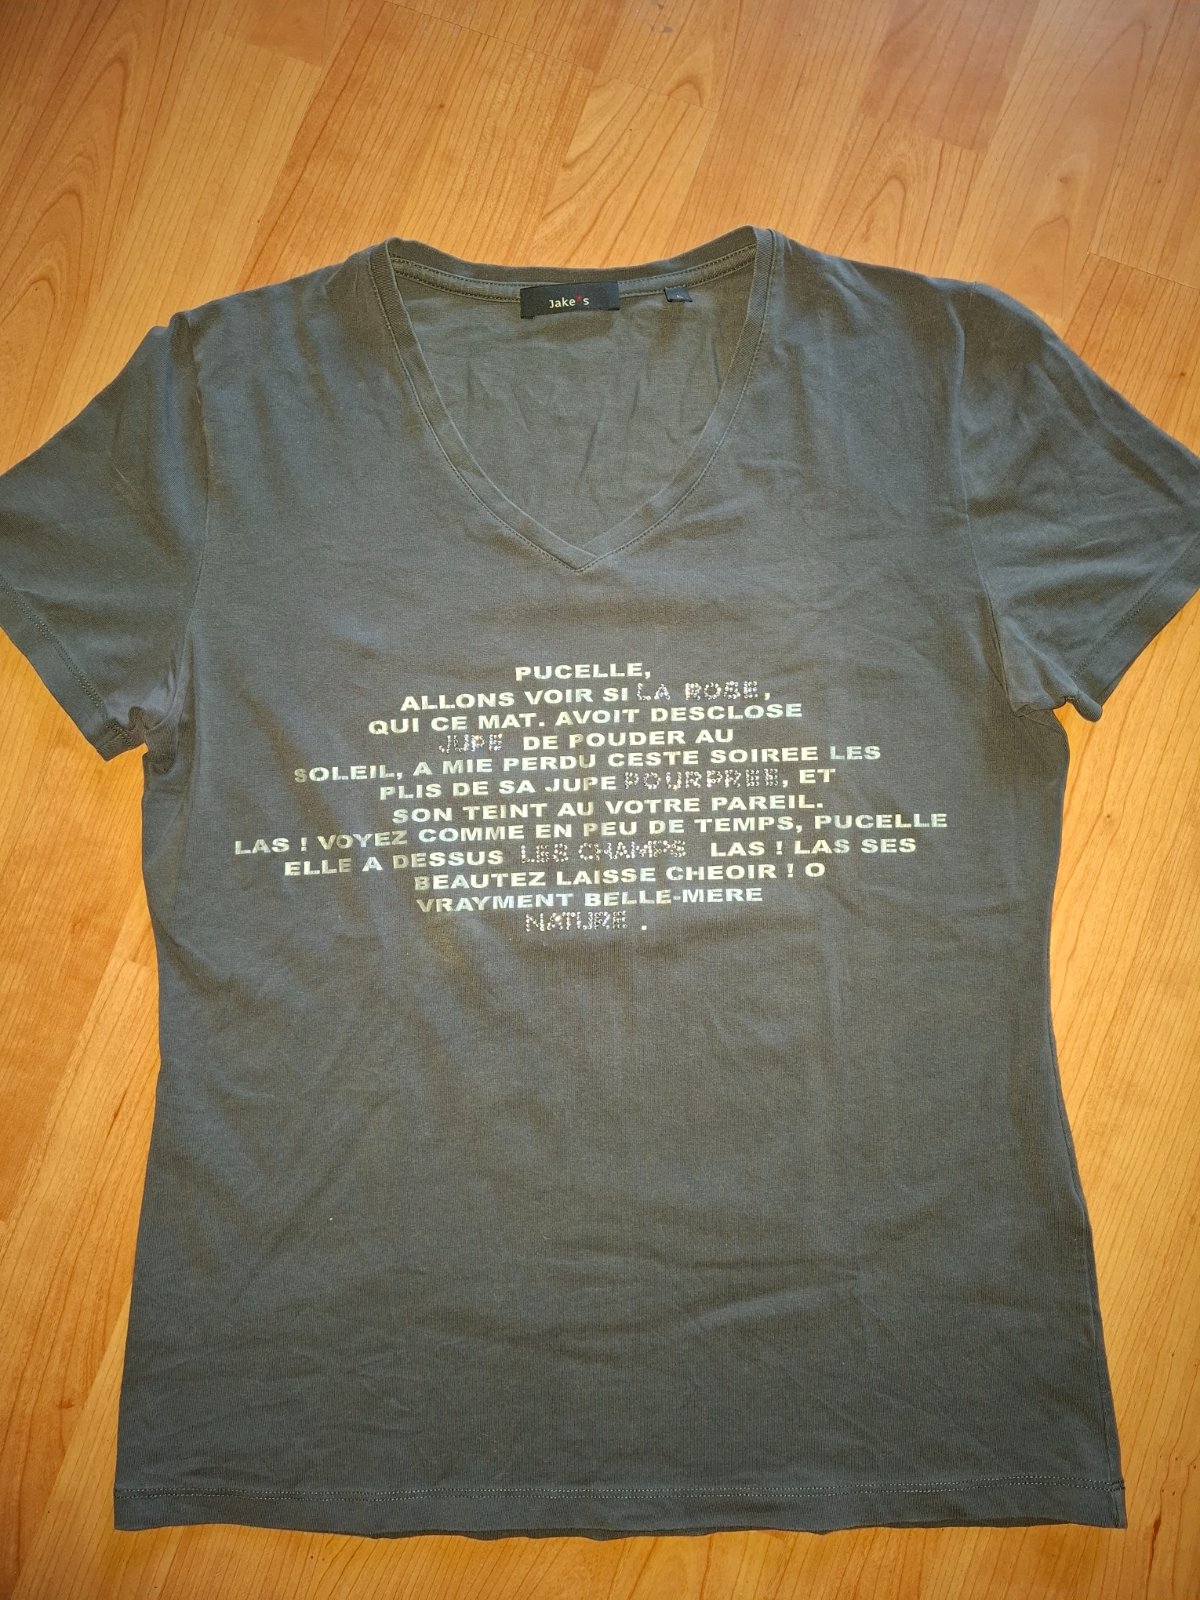 Jake*s
L
PUCELLE,
ALLONS VOIR SI LA ROSE,
QUI CE MAT. AVOIT DESCLOSE
JUPE DE POUDER AU
SOLEIL, A MIE PERDU CESTE SOIREE LES
PLIS DE SA JUPE POURPREE, ET
SON TEINT AU VOTRE PAREIL.
LAS ! VOYEZ COMME EN PEU DE TEMPS, PUCELLE
ELLE A DESSUS LES CHAMPS LAS ! LAS SES
BEAUTEZ LAISSE CHEOIR ! O
VRAYMENT BELLE-MERE
NATURE .